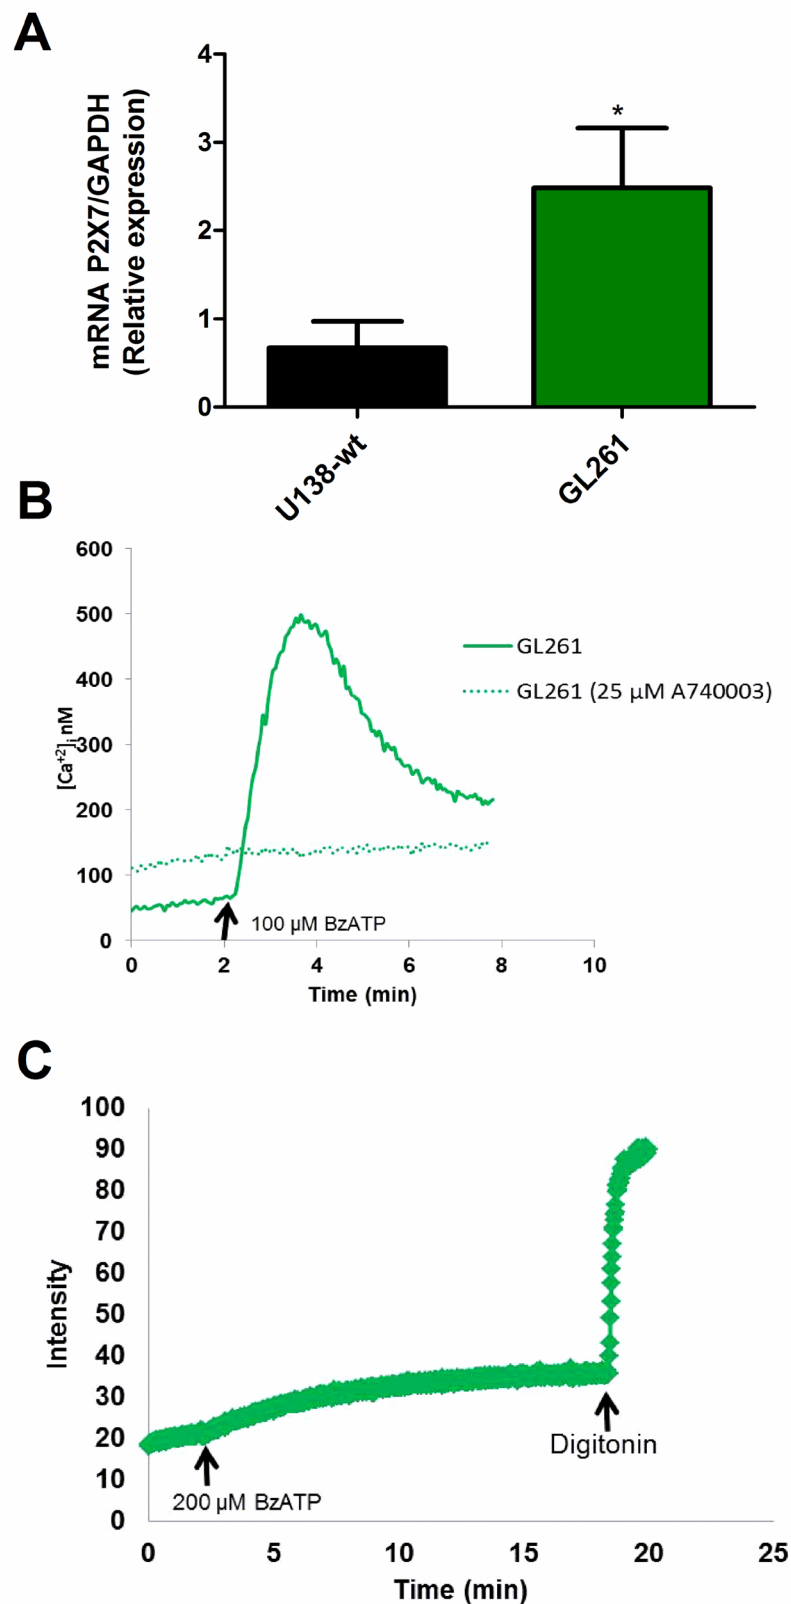 A
mRNA P2X7/GAPDH
(Relative expression)
4
3
2
1
0
U138-wt
GL261
*
B
[Ca+2]i nM
600
500
400
300
200
100
0
GL261
GL261 (25 µM A740003)
100 µM BzATP
0 2 4 6 8 10
Time (min)
C
Intensity
100
90
80
70
60
50
40
30
20
10
0
Digitonin
200 µM BzATP
0 5 10 15 20 25
Time (min)